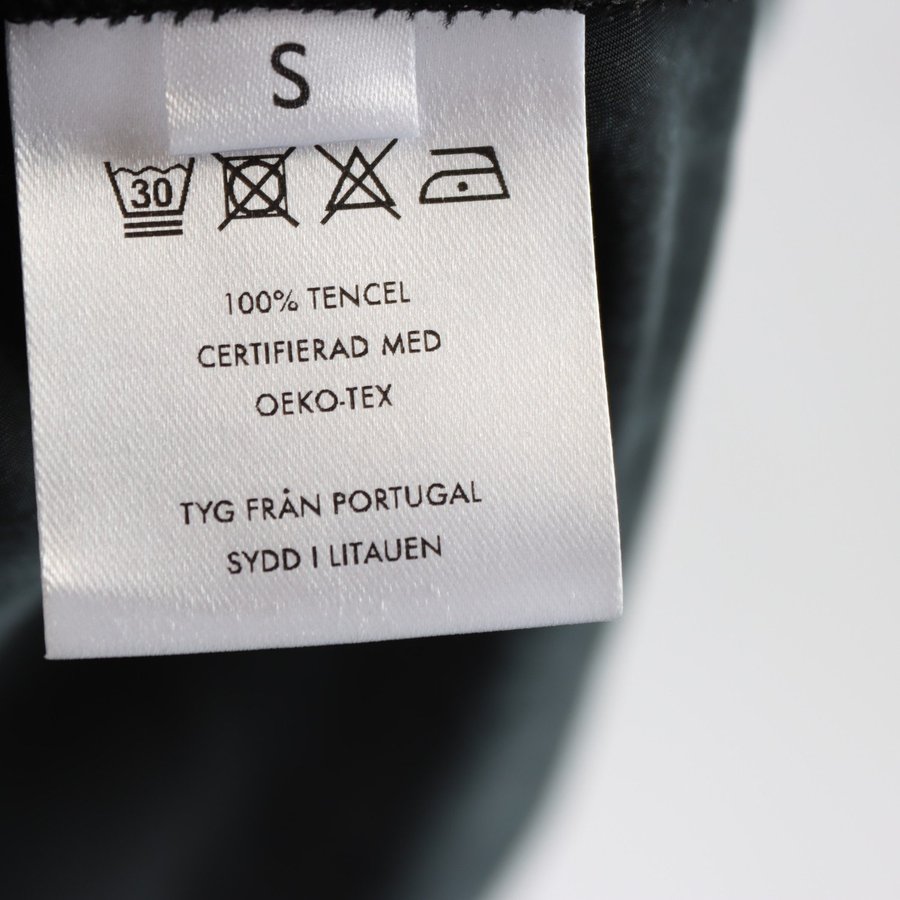 S
30
100% TENCEL
CERTIFIERAD MED
OEKO-TEX
TYG FRÅN PORTUGAL
SYDD I LITAUEN